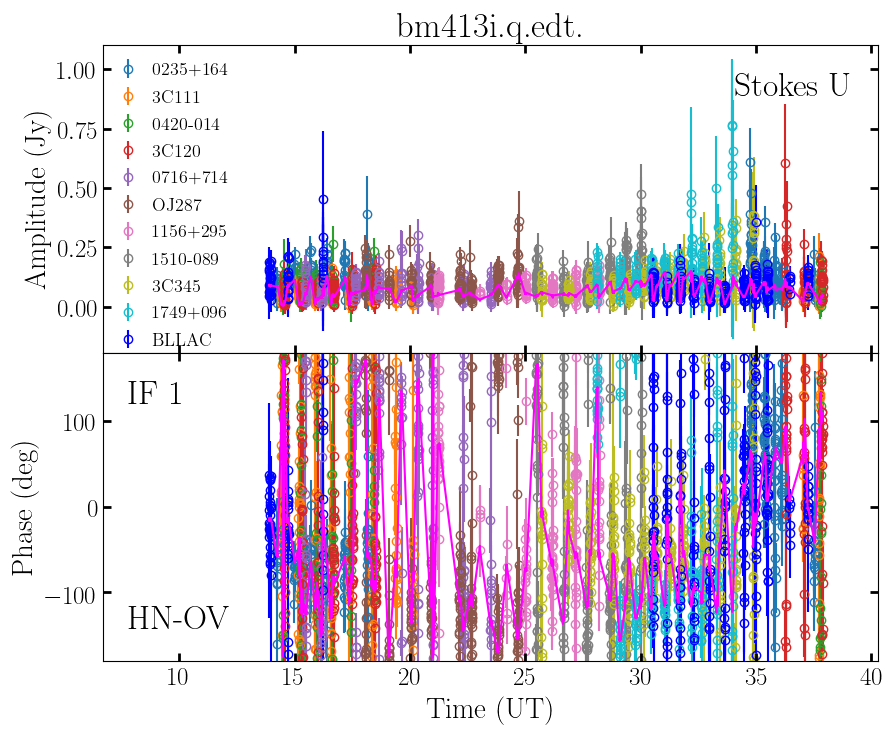 bm413i.q.edt.
Stokes U
Amplitude (Jy)
1.00
0.75
0.50
0.25
0.00
0235+164
3C111
0420-014
3C120
0716+714
OJ287
1156+295
1510-089
3C345
1749+096
BLLAC
IF 1
HN-OV
Phase (deg)
100
0
−100
10 15 20 25 30 35 40
Time (UT)